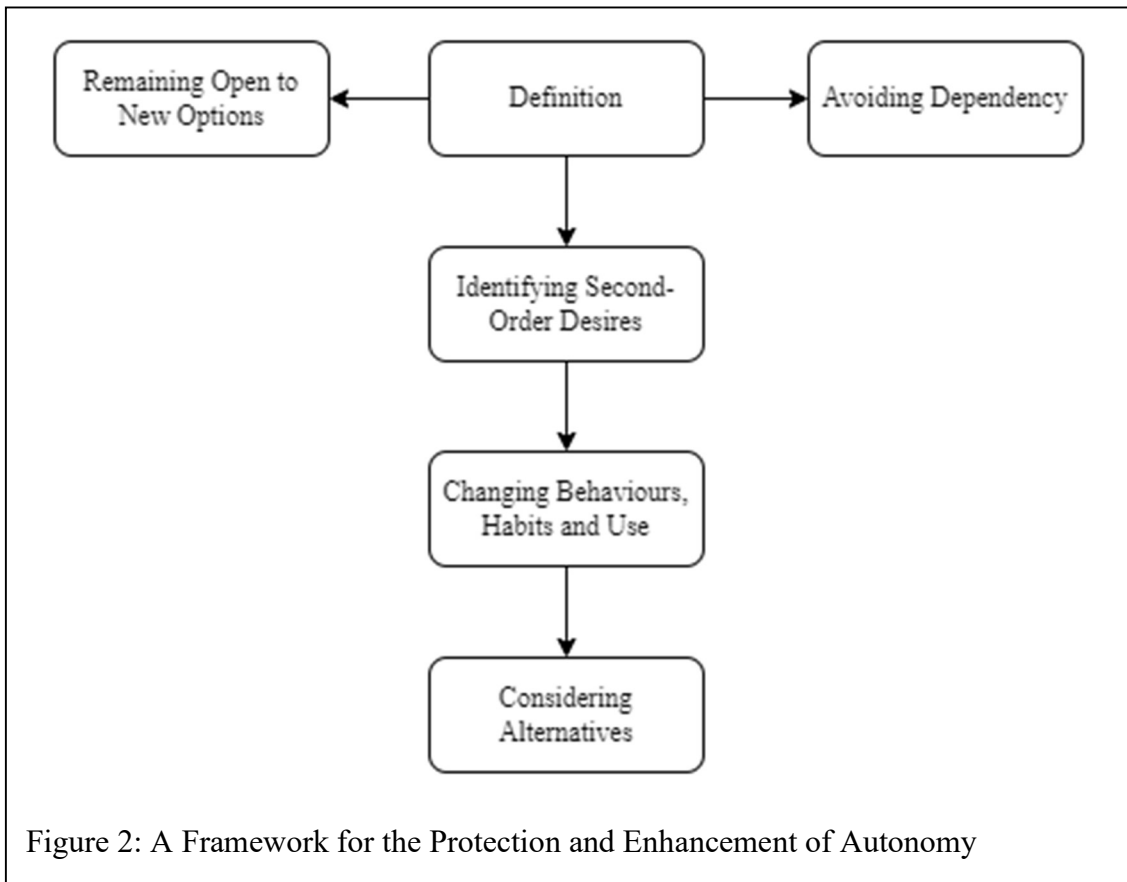 Remaining Open to
New Options
Definition
Avoiding Dependency
Identifying Second-
Order Desires
Changing Behaviours,
Habits and Use
Considering
Alternatives
Figure 2: A Framework for the Protection and Enhancement of Autonomy